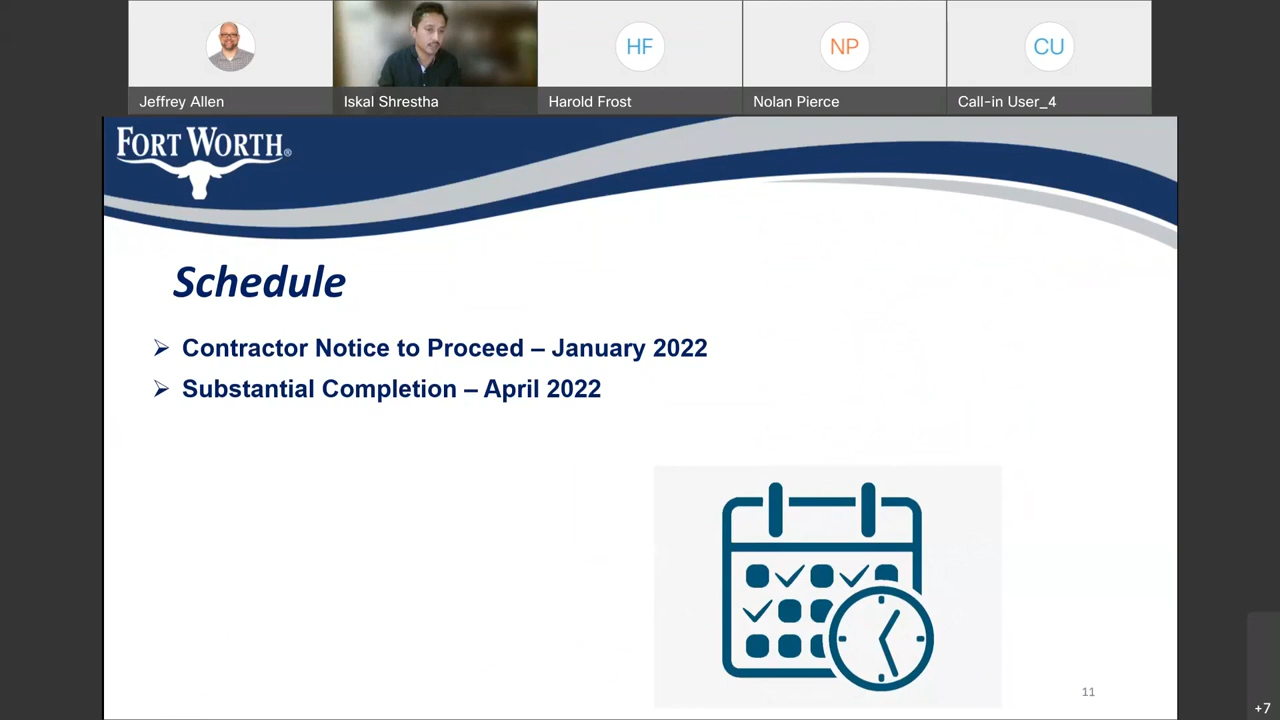 HF
NP
CU
Jeffrey Allen
Iskal Shrestha
Harold Frost
Nolan Pierce
Call-in User_4
FORT WORTH®
Schedule
➢ Contractor Notice to Proceed – January 2022
➢ Substantial Completion – April 2022
11
+7